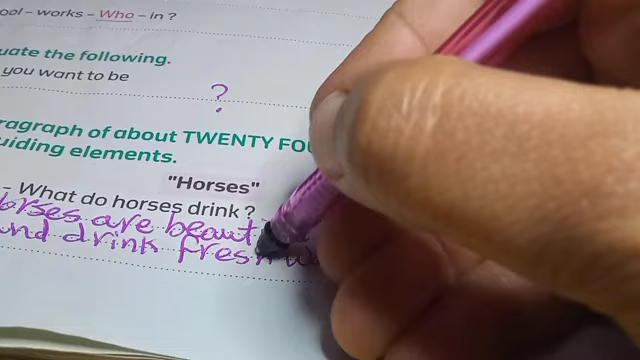 ool – works – Who – in ?
uate the following.
you want to be
?
ragraph of about TWENTY FOU
uiding elements.
"Horses"
– What do horses drink ?
orses are beaut
nd drink fresh w